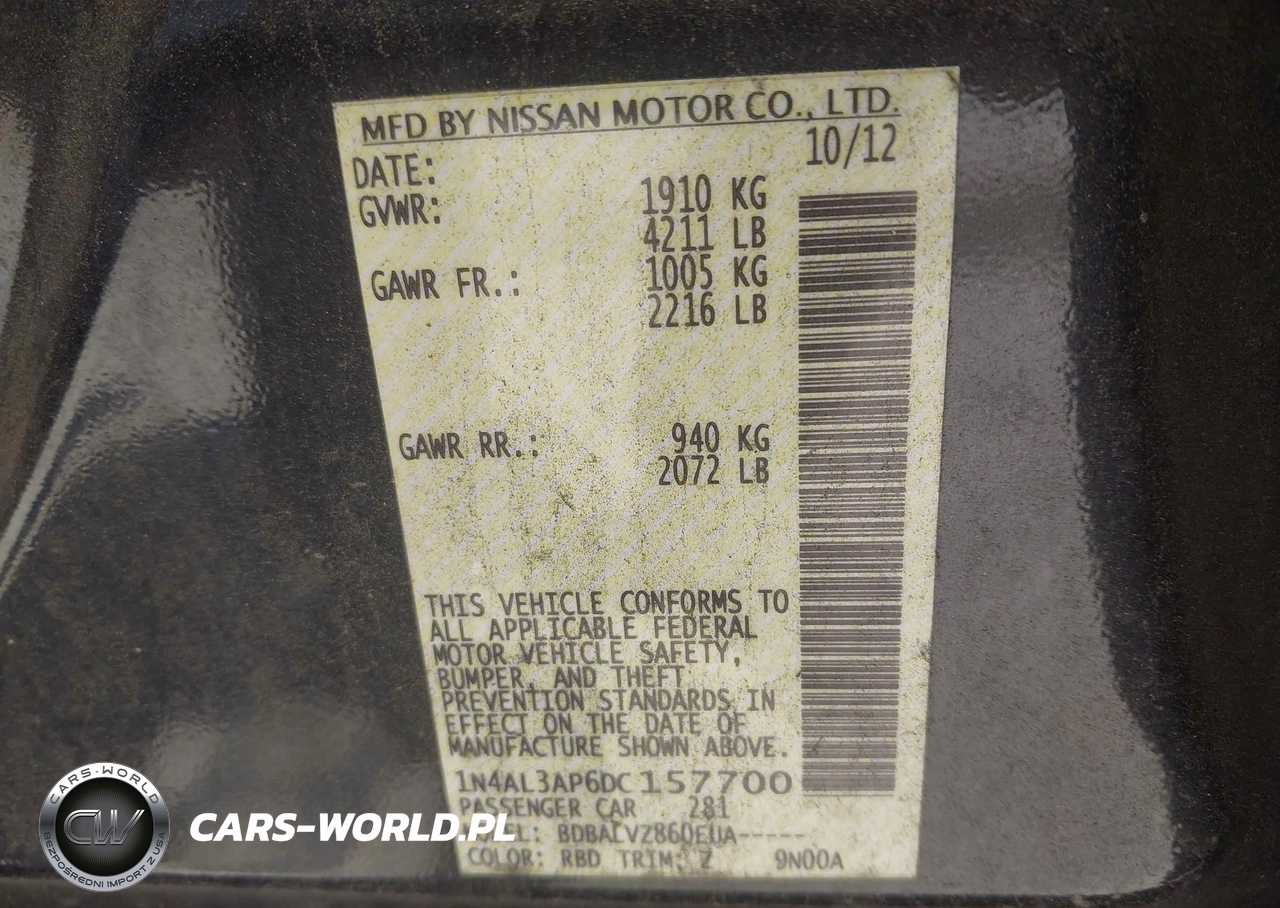 MFD BY NISSAN MOTOR CO., LTD.
DATE: 10/12
GVWR: 1910 KG
4211 LB
GAWR FR.: 1005 KG
2216 LB
GAWR RR.: 940 KG
2072 LB
THIS VEHICLE CONFORMS TO
ALL APPLICABLE FEDERAL
MOTOR VEHICLE SAFETY,
BUMPER, AND THEFT
PREVENTION STANDARDS IN
EFFECT ON THE DATE OF
MANUFACTURE SHOWN ABOVE.
1N4AL3AP6DC157700
PASSENGER CAR 281
COLOR: RBD TRIM: Z 9N00A
CARS-WORLD
CW
BEZPOŚREDNI IMPORT Z USA
CARS-WORLD.PL